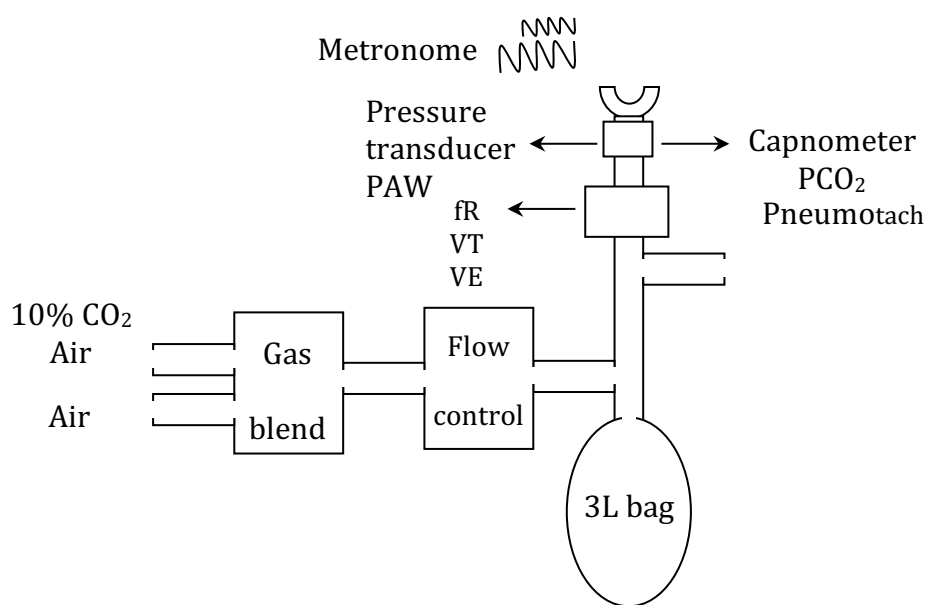 Metronome
Pressure
transducer
PAW
Capnometer
PCO₂
Pneumotach
fR
VT
VE
10% CO₂
Air
Air
Gas
blend
Flow
control
3L bag